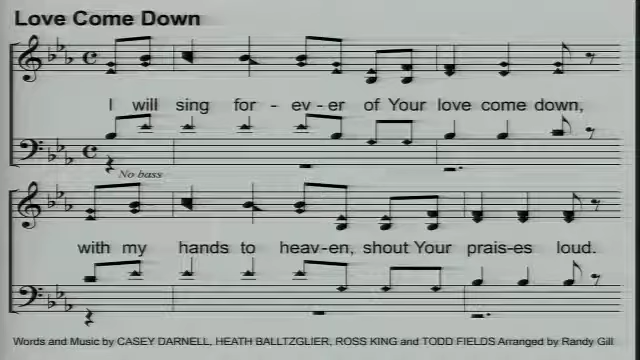 Love Come Down
I will sing for - ev - er of Your love come down,
No bass
with my hands to heav-en, shout Your prais-es loud.
Words and Music by CASEY DARNELL, HEATH BALLTZGLIER, ROSS KING and TODD FIELDS Arranged by Randy Gill